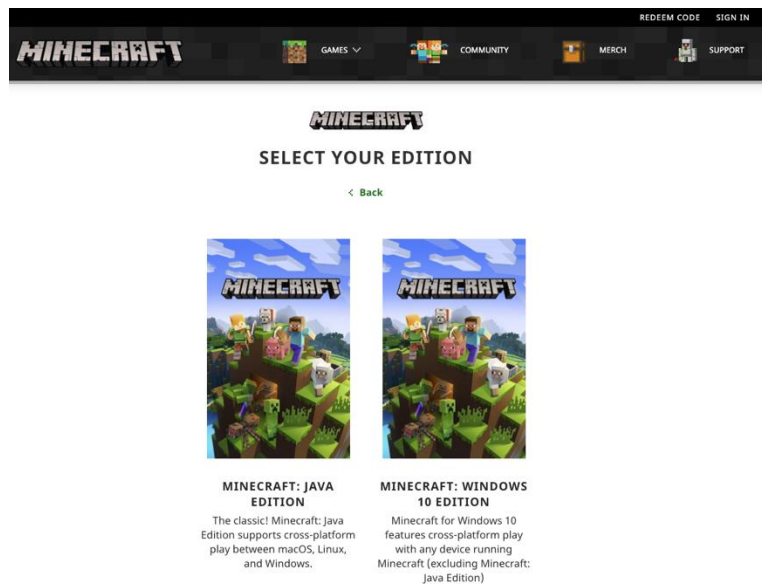 REDEEM CODE SIGN IN
MINECRAFT GAMES COMMUNITY MERCH SUPPORT
MINECRAFT
SELECT YOUR EDITION
< Back
MINECRAFT MINECRAFT
MINECRAFT: JAVA
EDITION
The classic! Minecraft: Java
Edition supports cross-platform
play between macOS, Linux,
and Windows.
MINECRAFT: WINDOWS
10 EDITION
Minecraft for Windows 10
features cross-platform play
with any device running
Minecraft (excluding Minecraft:
Java Edition)